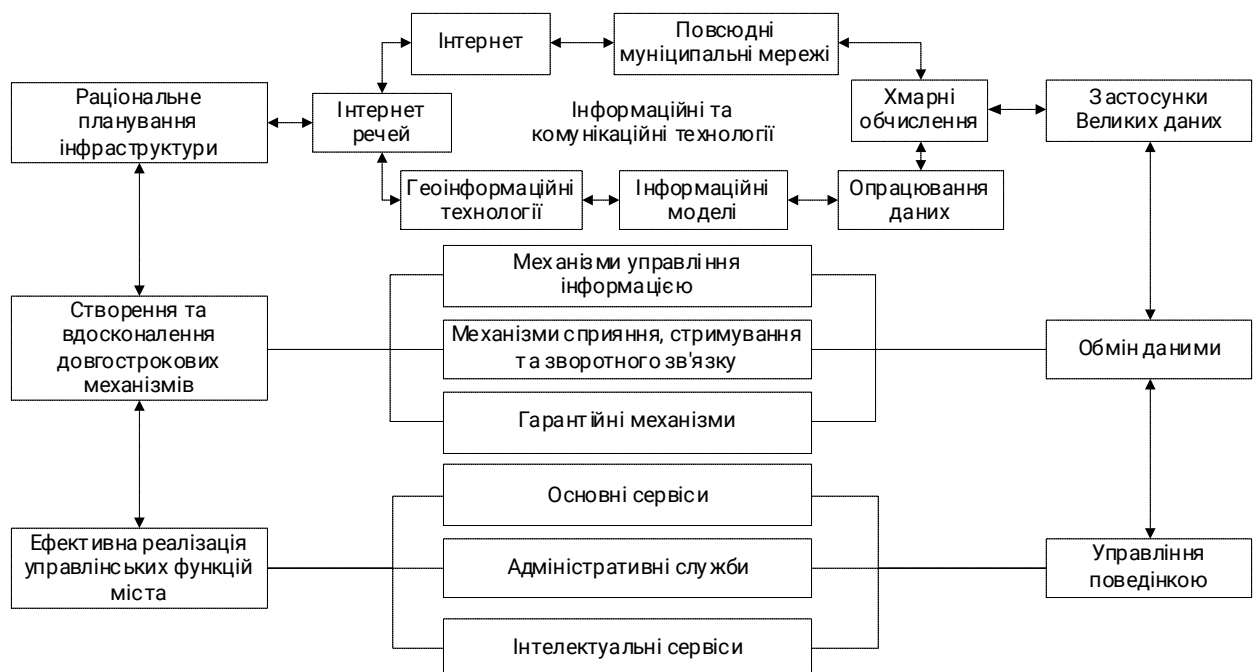 Інтернет
Повсюдні
муніципальні мережі
Раціональне
планування
інфраструктури
Інтернет
речей
Інформаційні та
комунікаційні технології
Хмарні
обчислення
Застосунки
Великих даних
Геоінформаційні
технології
Інформаційні
моделі
Опрацювання
даних
Механізми управління
інформацією
Створення та
вдосконалення
довгострокових
механізмів
Механізми сприяння, стримування
та зворотного зв'язку
Обмін даними
Гарантійні механізми
Основні сервіси
Ефективна реалізація
управлінських функцій
міста
Адміністративні служби
Управління
поведінкою
Інтелектуальні сервіси